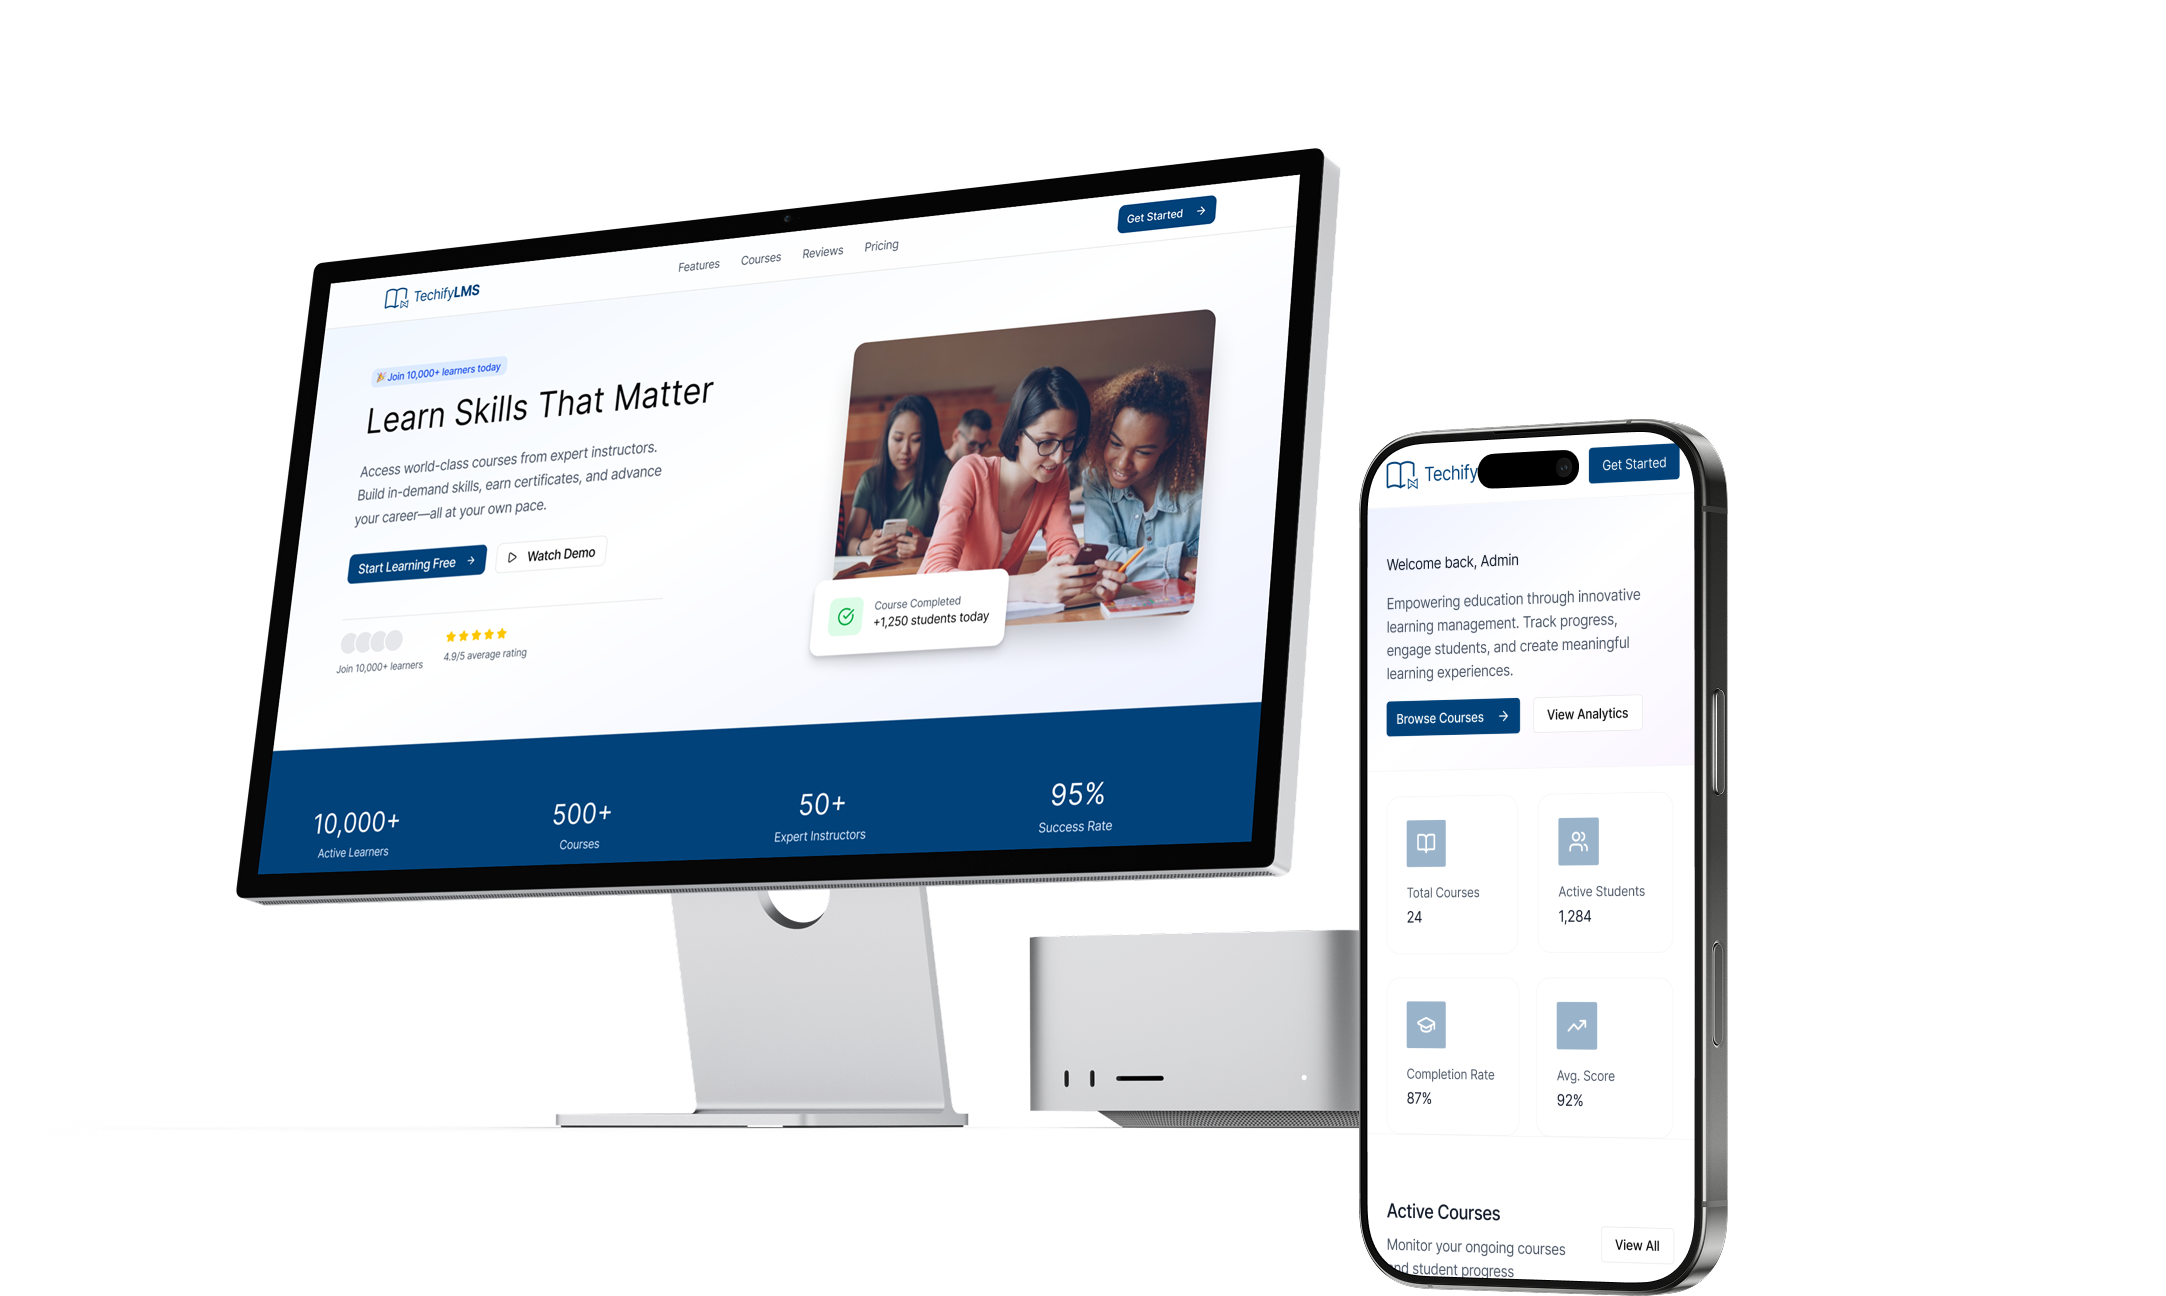 TechifyLMS
Features Courses Reviews Pricing
Get Started
Join 10,000+ learners today
Learn Skills That Matter
Access world-class courses from expert instructors.
Build in-demand skills, earn certificates, and advance
your career—all at your own pace.
Start Learning Free
Watch Demo
Join 10,000+ learners
4.9/5 average rating
Course Completed
+1,250 students today
10,000+
Active Learners
500+
Courses
50+
Expert Instructors
95%
Success Rate
Techify
Get Started
Welcome back, Admin
Empowering education through innovative
learning management. Track progress,
engage students, and create meaningful
learning experiences.
Browse Courses
View Analytics
Total Courses
24
Active Students
1,284
Completion Rate
87%
Avg. Score
92%
Active Courses
Monitor your ongoing courses
and student progress
View All